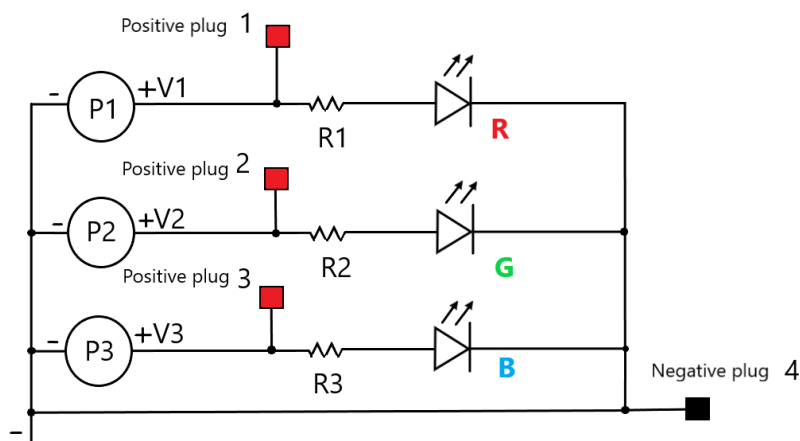 Positive plug 1
- P1 +V1
R1
R
Positive plug 2
- P2 +V2
R2
G
Positive plug 3
- P3 +V3
R3
B
Negative plug 4
-